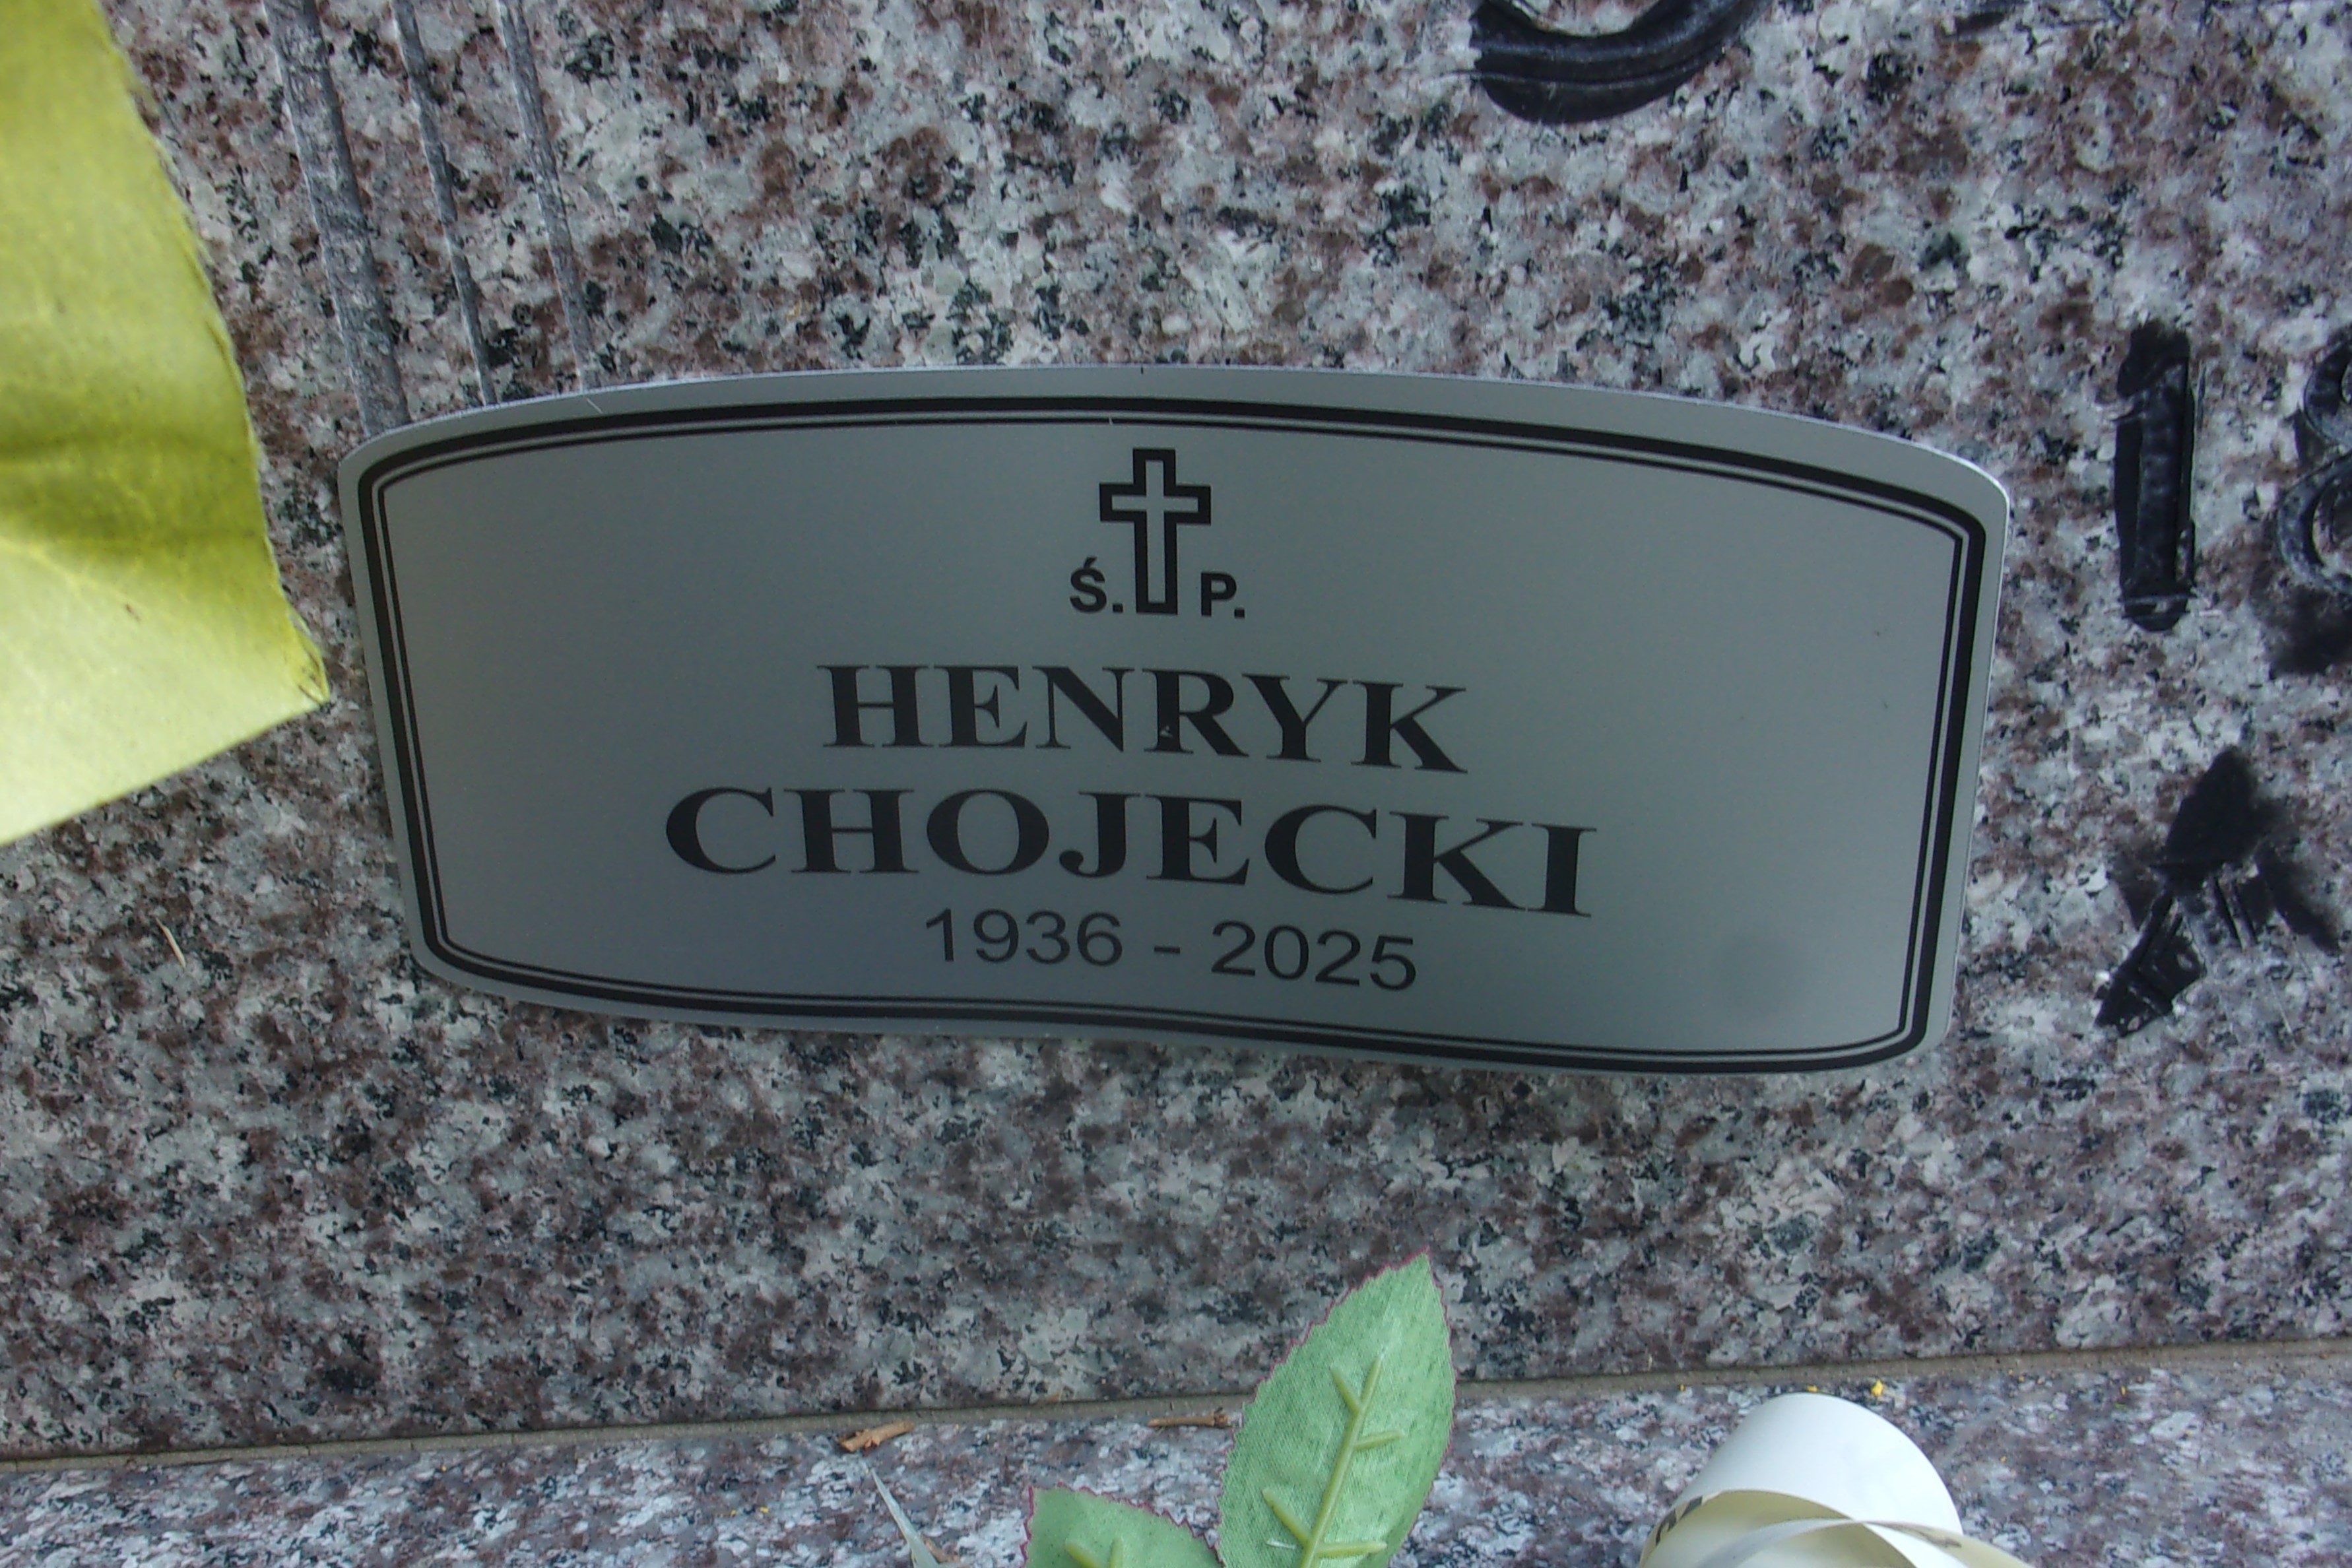 Ś. P.
HENRYK
CHOJECKI
1936 - 2025